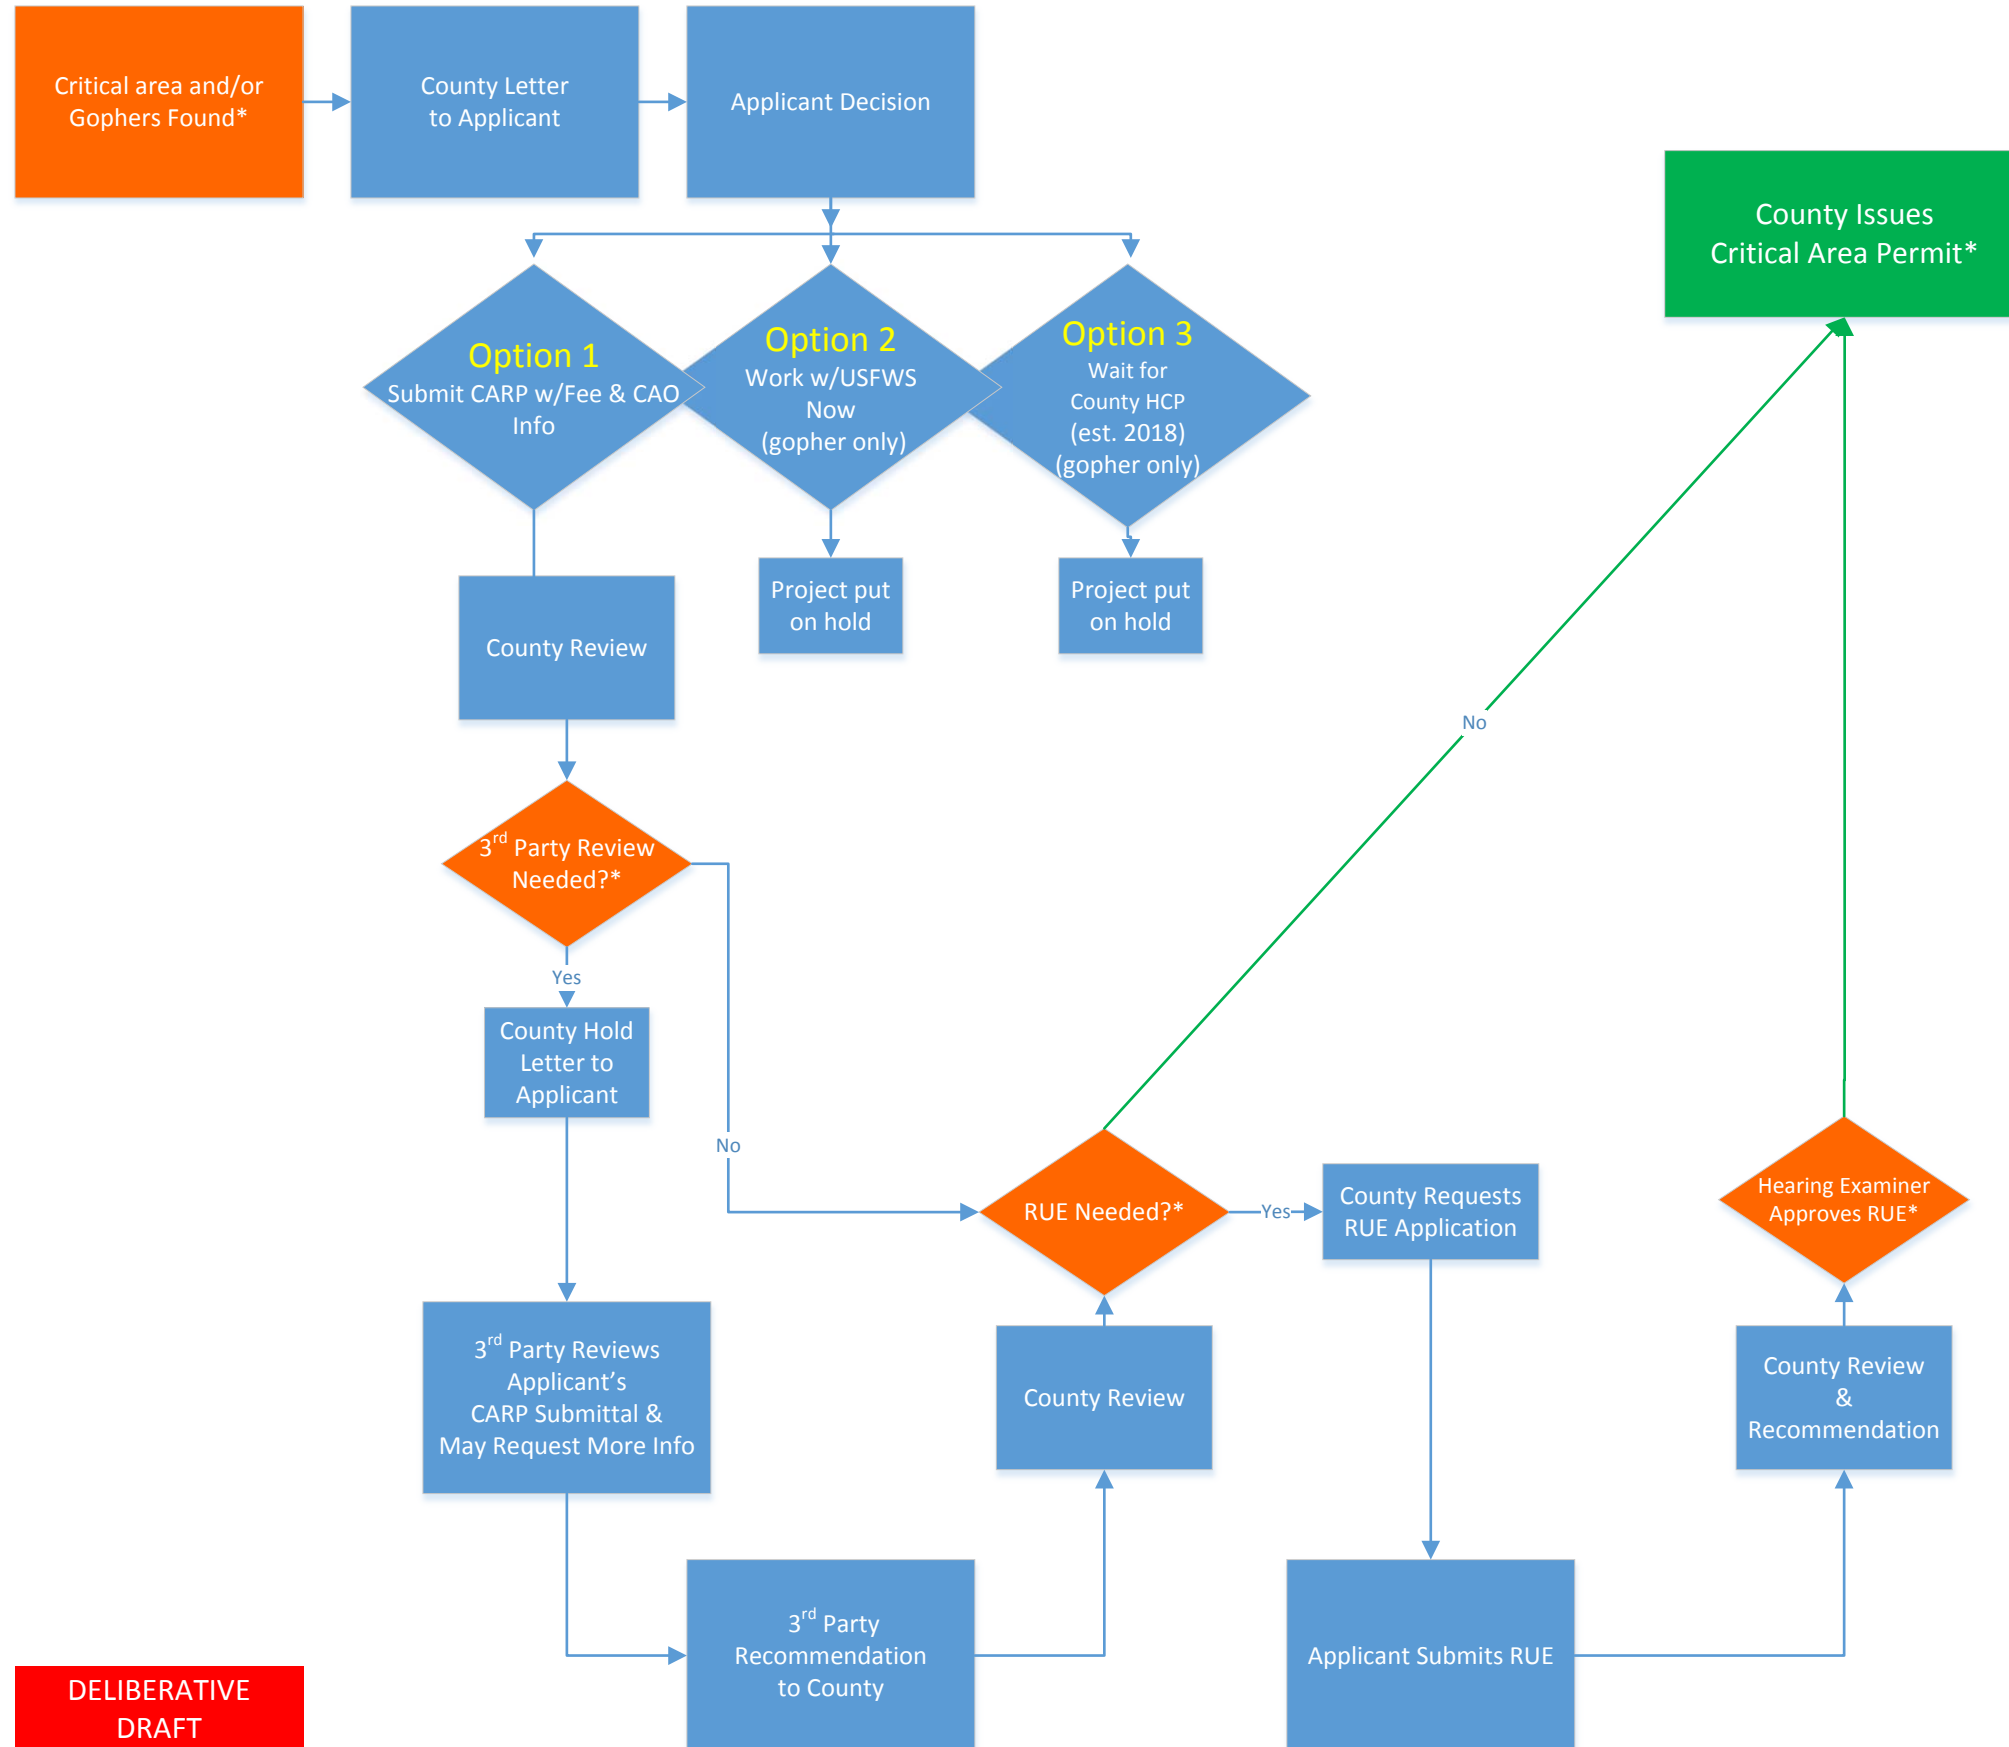 Critical area and/or
Gophers Found*
County Letter
to Applicant
Applicant Decision
County Issues
Critical Area Permit*
Option 1
Submit CARP w/Fee & CAO
Info
Option 2
Work w/USFWS
Now
(gopher only)
Option 3
Wait for
County HCP
(est. 2018)
(gopher only)
Project put
on hold
Project put
on hold
County Review
No
3rd Party Review
Needed?*
Yes
County Hold
Letter to
Applicant
No
RUE Needed?*
Yes
County Requests
RUE Application
Hearing Examiner
Approves RUE*
3rd Party Reviews
Applicant’s
CARP Submittal &
May Request More Info
County Review
County Review
&
Recommendation
3rd Party
Recommendation
to County
Applicant Submits RUE
DELIBERATIVE
DRAFT